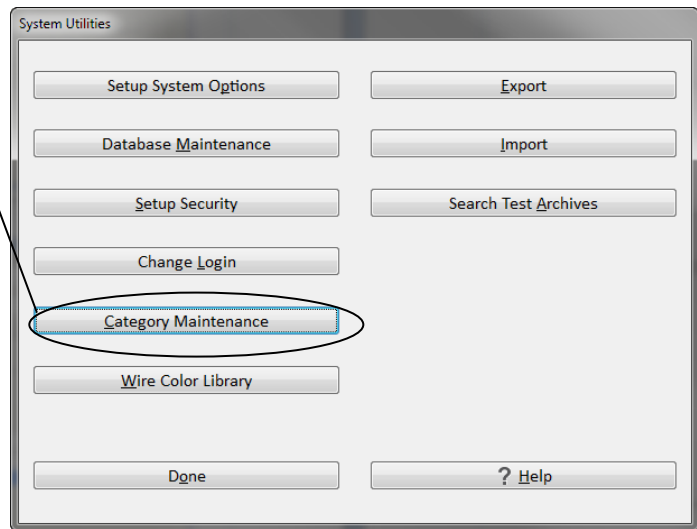 System Utilities
Setup System Options
Export
Database Maintenance
Import
Setup Security
Search Test Archives
Change Login
Category Maintenance
Wire Color Library
Done
? Help